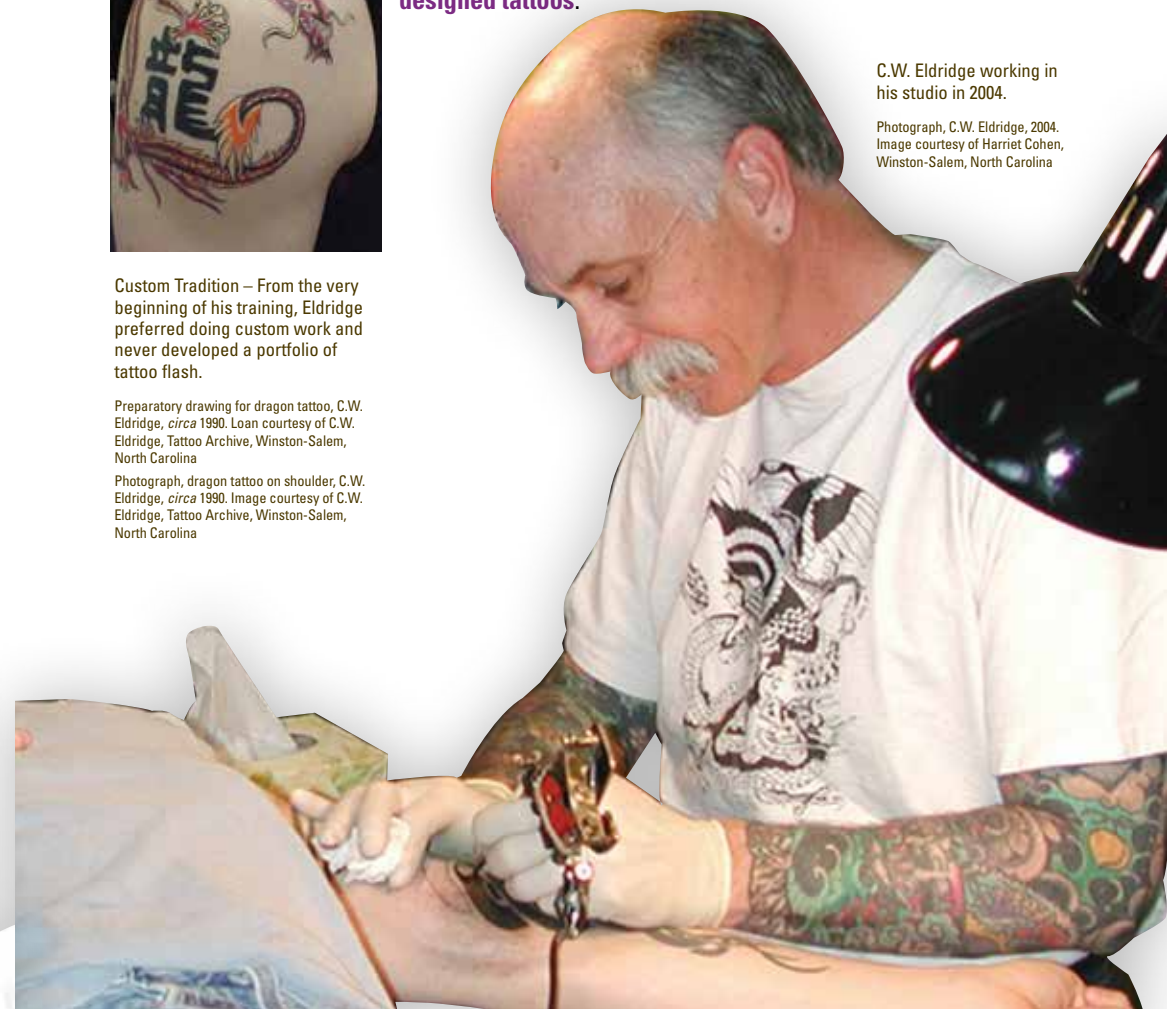 designed tattoos.
C.W. Eldridge working in
his studio in 2004.
Photograph, C.W. Eldridge, 2004.
Image courtesy of Harriet Cohen,
Winston-Salem, North Carolina
Custom Tradition – From the very
beginning of his training, Eldridge
preferred doing custom work and
never developed a portfolio of
tattoo flash.
Preparatory drawing for dragon tattoo, C.W.
Eldridge, circa 1990. Loan courtesy of C.W.
Eldridge, Tattoo Archive, Winston-Salem,
North Carolina
Photograph, dragon tattoo on shoulder, C.W.
Eldridge, circa 1990. Image courtesy of C.W.
Eldridge, Tattoo Archive, Winston-Salem,
North Carolina